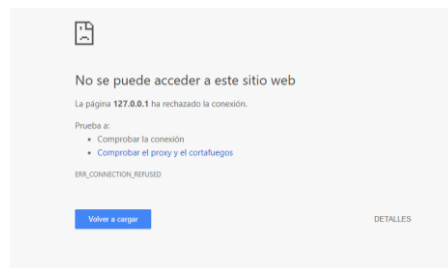 No se puede acceder a este sitio web
La página 127.0.0.1 ha rechazado la conexión.
Prueba a:
• Comprobar la conexión
• Comprobar el proxy y el cortafuegos
ERR_CONNECTION_REFUSED
Volver a cargar
DETALLES